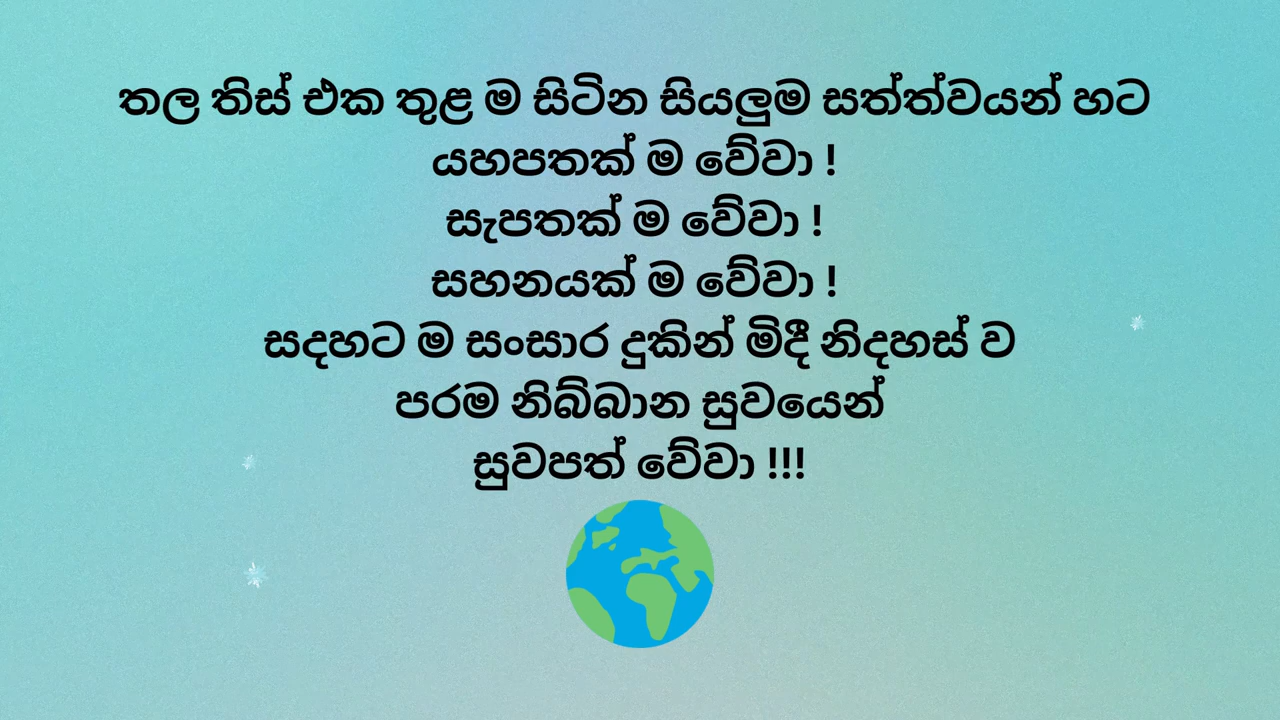 තල තිස් එක තුළ ම සිටින සියලුම සත්ත්වයන් හට
යහපතක් ම වේවා !
සැපතක් ම වේවා !
සහනයක් ම වේවා !
සදහට ම සංසාර දුකින් මිදී නිදහස් ව
පරම නිබ්බාන සුවයෙන්
සුවපත් වේවා !!!